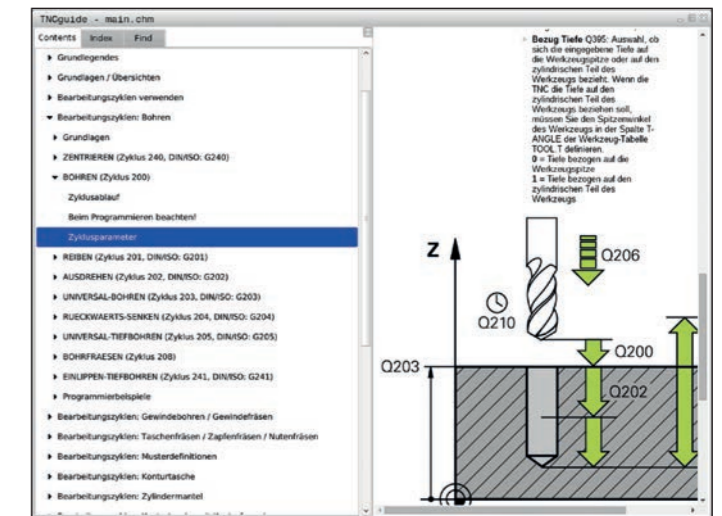 TNCguide - main.chm
Contents Index Find
Grundlegendes
Grundlagen / Übersichten
Bearbeitungszyklen verwenden
Bearbeitungszyklen: Bohren
Grundlagen
ZENTRIEREN (Zyklus 240, DIN/ISO: G240)
BOHREN (Zyklus 200)
Zyklusablauf
Beim Programmieren beachten!
Zyklusparameter
REIBEN (Zyklus 201, DIN/ISO: G201)
AUSDREHEN (Zyklus 202, DIN/ISO: G202)
UNIVERSAL-BOHREN (Zyklus 203, DIN/ISO: G203)
RUECKWAERTS-SENKEN (Zyklus 204, DIN/ISO: G204)
UNIVERSAL-TIEFBOHREN (Zyklus 205, DIN/ISO: G205)
BOHRFRAESEN (Zyklus 208)
EINLIPPEN-TIEFBOHREN (Zyklus 241, DIN/ISO: G241)
Programmierbeispiele
Bearbeitungszyklen: Gewindebohren / Gewindefräsen
Bearbeitungszyklen: Taschenfräsen / Zapfenfräsen / Nutenfräsen
Bearbeitungszyklen: Musterdefinitionen
Bearbeitungszyklen: Konturtasche
Bearbeitungszyklen: Zylindermantel
Bezug Tiefe Q395: Auswahl, ob
sich die eingegebene Tiefe auf
die Werkzeugspitze oder auf den
zylindrischen Teil des
Werkzeugs bezieht. Wenn die
TNC die Tiefe auf den
zylindrischen Teil des
Werkzeugs beziehen soll,
müssen Sie den Spitzenwinkel
des Werkzeugs in der Spalte T-
ANGLE der Werkzeug-Tabelle
TOOL.T definieren.
0 = Tiefe bezogen auf die
Werkzeugspitze
1 = Tiefe bezogen auf den
zylindrischen Teil des
Werkzeugs
Z
Q206
Q210
Q200
Q203
Q202